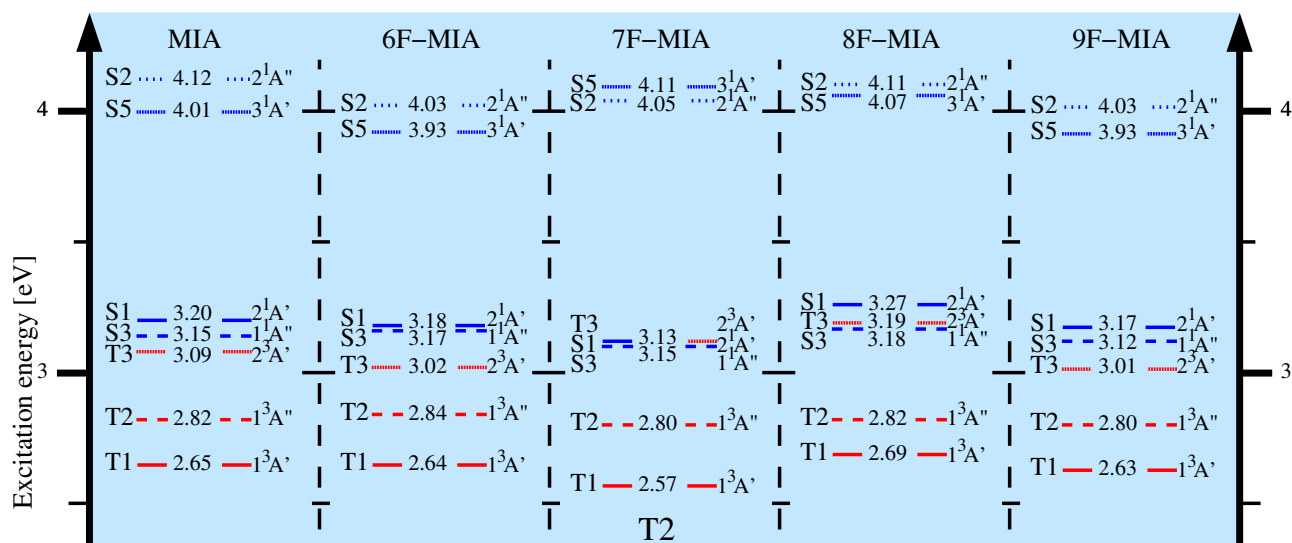 MIA 6F−MIA 7F−MIA 8F−MIA 9F−MIA
Excitation energy [eV]
4
3
S2 4.12 2¹A"
S5 4.01 3¹A'
S1 3.20 2¹A'
S3 3.15 1¹A"
T3 3.09 2³A'
T2 2.82 1³A"
T1 2.65 1³A'
S2 4.03 2¹A"
S5 3.93 3¹A'
S1 3.18 2¹A'
S3 3.17 1¹A"
T3 3.02 2³A'
T2 2.84 1³A"
T1 2.64 1³A'
S5 4.11 3¹A'
S2 4.05 2¹A"
T3 2³A'
S1 3.13 2¹A'
S3 3.15 1¹A"
T2 2.80 1³A"
T1 2.57 1³A'
T2
S2 4.11 2¹A"
S5 4.07 3¹A'
S1 3.27 2¹A'
T3 3.19 2³A'
S3 3.18 1¹A"
T2 2.82 1³A"
T1 2.69 1³A'
S2 4.03 2¹A"
S5 3.93 3¹A'
S1 3.17 2¹A'
S3 3.12 1¹A"
T3 3.01 2³A'
T2 2.80 1³A"
T1 2.63 1³A'
4
3